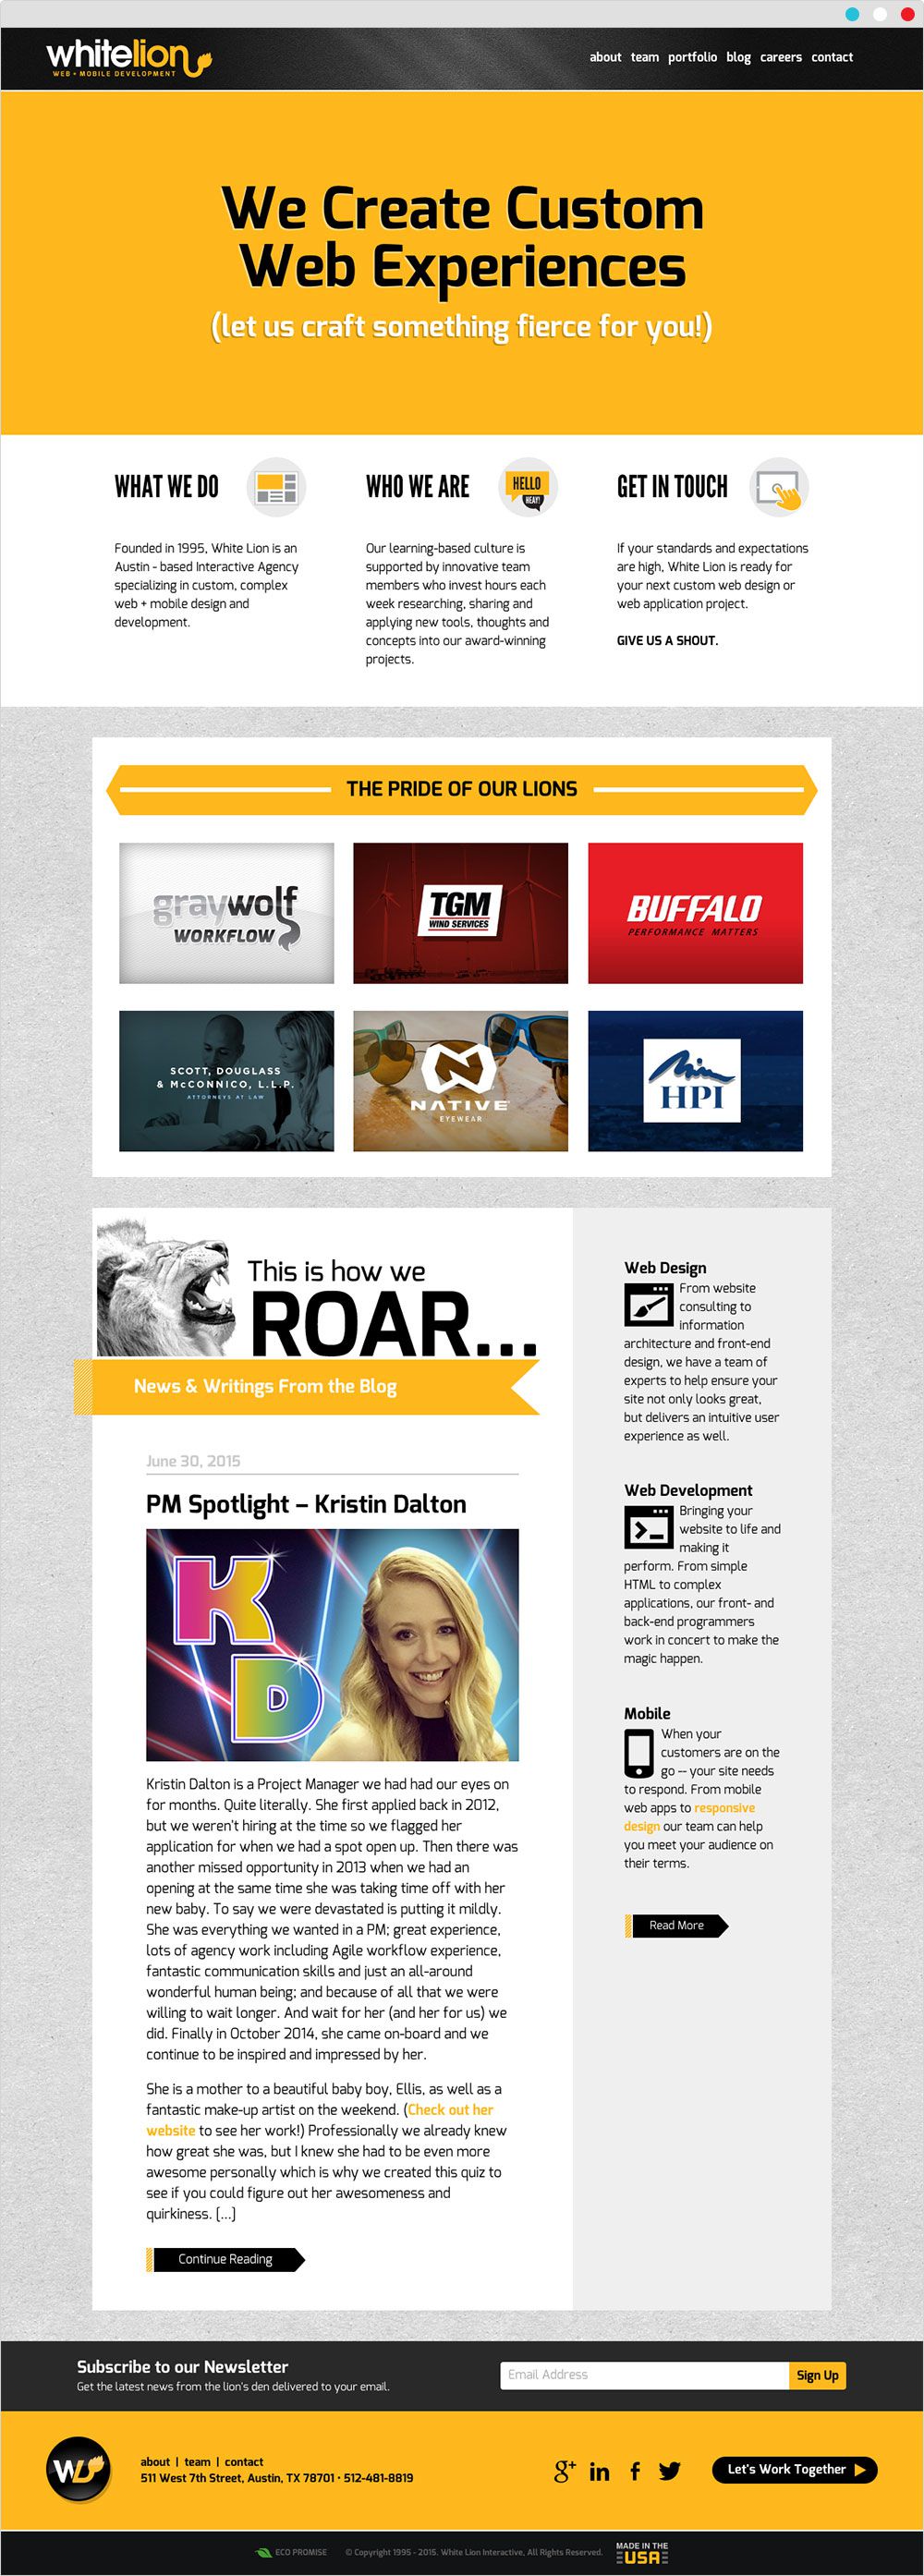 whitelion
WEB + MOBILE DEVELOPMENT
about team portfolio blog careers contact
We Create Custom
Web Experiences
(let us craft something fierce for you!)
WHAT WE DO
Founded in 1995, White Lion is an
Austin - based Interactive Agency
specializing in custom, complex
web + mobile design and
development.
WHO WE ARE
HELLO
HEAY!
Our learning-based culture is
supported by innovative team
members who invest hours each
week researching, sharing and
applying new tools, thoughts and
concepts into our award-winning
projects.
GET IN TOUCH
If your standards and expectations
are high, White Lion is ready for
your next custom web design or
web application project.
GIVE US A SHOUT.
THE PRIDE OF OUR LIONS
graywolf
WORKFLOW
TGM
WIND SERVICES
BUFFALO
PERFORMANCE MATTERS
SCOTT, DOUGLASS
& McCONNICO, L.L.P.
ATTORNEYS AT LAW
N
NATIVE
EYEWEAR
HPI
This is how we
ROAR...
News & Writings From the Blog
June 30, 2015
PM Spotlight – Kristin Dalton
K
D
Kristin Dalton is a Project Manager we had had our eyes on
for months. Quite literally. She first applied back in 2012,
but we weren't hiring at the time so we flagged her
application for when we had a spot open up. Then there was
another missed opportunity in 2013 when we had an
opening at the same time she was taking time off with her
new baby. To say we were devastated is putting it mildly.
She was everything we wanted in a PM; great experience,
lots of agency work including Agile workflow experience,
fantastic communication skills and just an all-around
wonderful human being; and because of all that we were
willing to wait longer. And wait for her (and her for us) we
did. Finally in October 2014, she came on-board and we
continue to be inspired and impressed by her.
She is a mother to a beautiful baby boy, Ellis, as well as a
fantastic make-up artist on the weekend. (Check out her
website to see her work!) Professionally we already knew
how great she was, but I knew she had to be even more
awesome personally which is why we created this quiz to
see if you could figure out her awesomeness and
quirkiness. [...]
Continue Reading
Web Design
From website
consulting to
information
architecture and front-end
design, we have a team of
experts to help ensure your
site not only looks great,
but delivers an intuitive user
experience as well.
Web Development
Bringing your
website to life and
making it
perform. From simple
HTML to complex
applications, our front- and
back-end programmers
work in concert to make the
magic happen.
Mobile
When your
customers are on the
go -- your site needs
to respond. From mobile
web apps to responsive
design our team can help
you meet your audience on
their terms.
Read More
Subscribe to our Newsletter
Get the latest news from the lion's den delivered to your email.
Email Address
Sign Up
WL
about | team | contact
511 West 7th Street, Austin, TX 78701 • 512-481-8819
g+ in f
Let's Work Together
ECO PROMISE
© Copyright 1995 - 2015. White Lion Interactive, All Rights Reserved.
MADE IN THE
USA